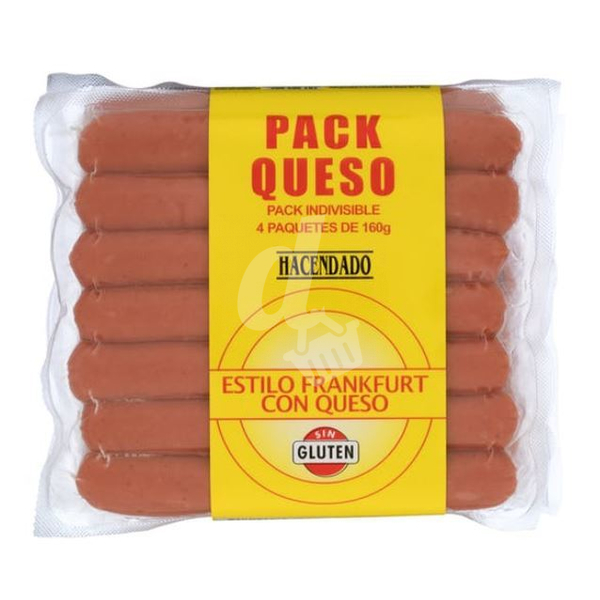 PACK
QUESO
PACK INDIVISIBLE
4 PAQUETES DE 160g
HACENDADO
ESTILO FRANKFURT
CON QUESO
SIN
GLUTEN